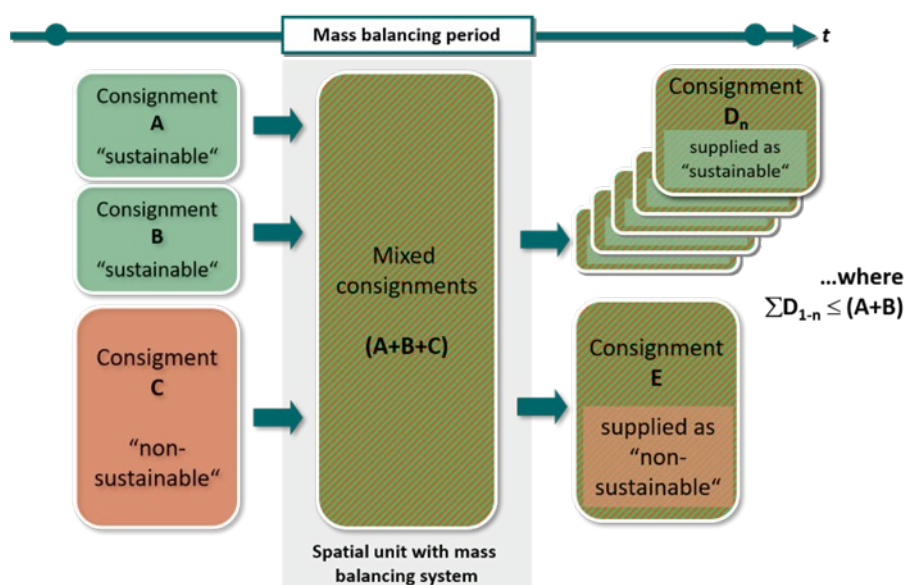 Mass balancing period
t
Consignment
A
“sustainable“
Consignment
B
“sustainable“
Consigment
C
“non-
sustainable“
Mixed
consignments
(A+B+C)
Spatial unit with mass
balancing system
Consignment
Dn
supplied as
“sustainable“
...where
∑D1-n ≤ (A+B)
Consignment
E
supplied as
“non-
sustainable“